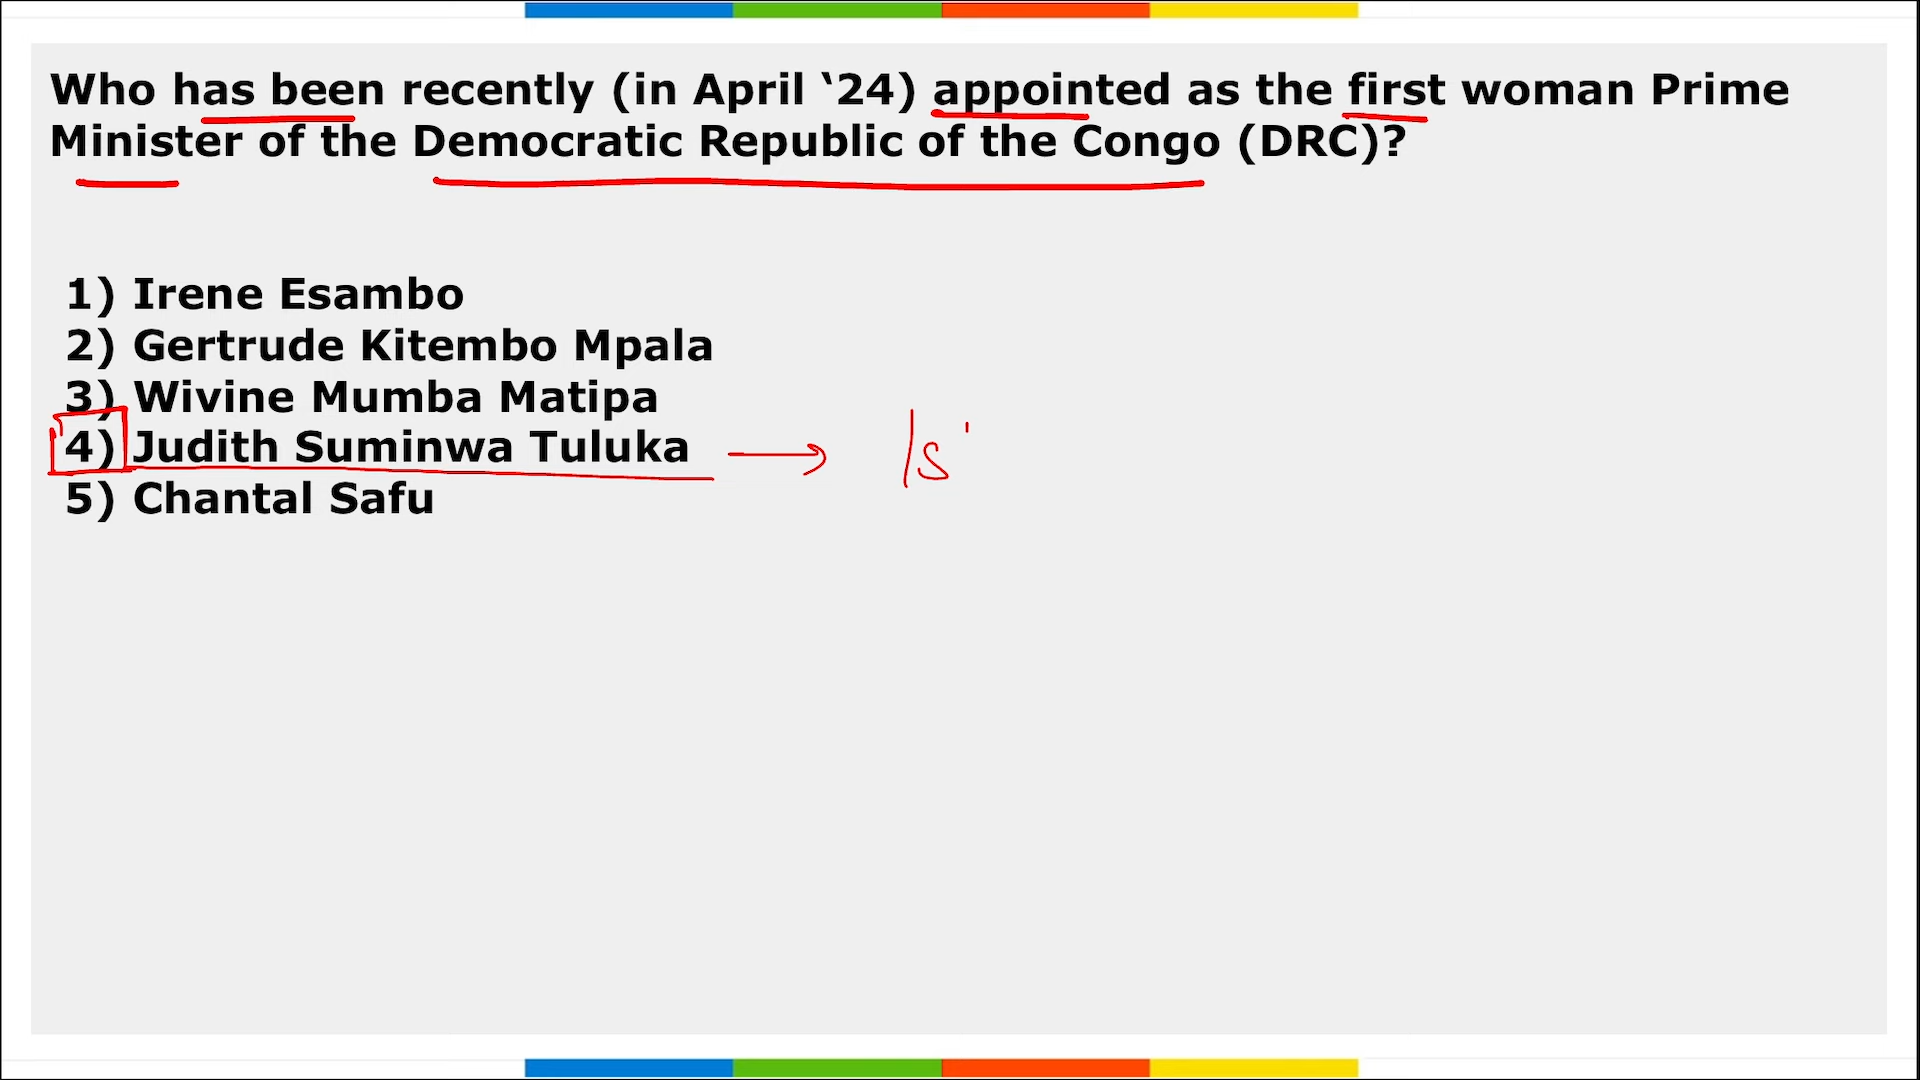 Who has been recently (in April ‘24) appointed as the first woman Prime
Minister of the Democratic Republic of the Congo (DRC)?
1) Irene Esambo
2) Gertrude Kitembo Mpala
3) Wivine Mumba Matipa
4) Judith Suminwa Tuluka → 1s
5) Chantal Safu